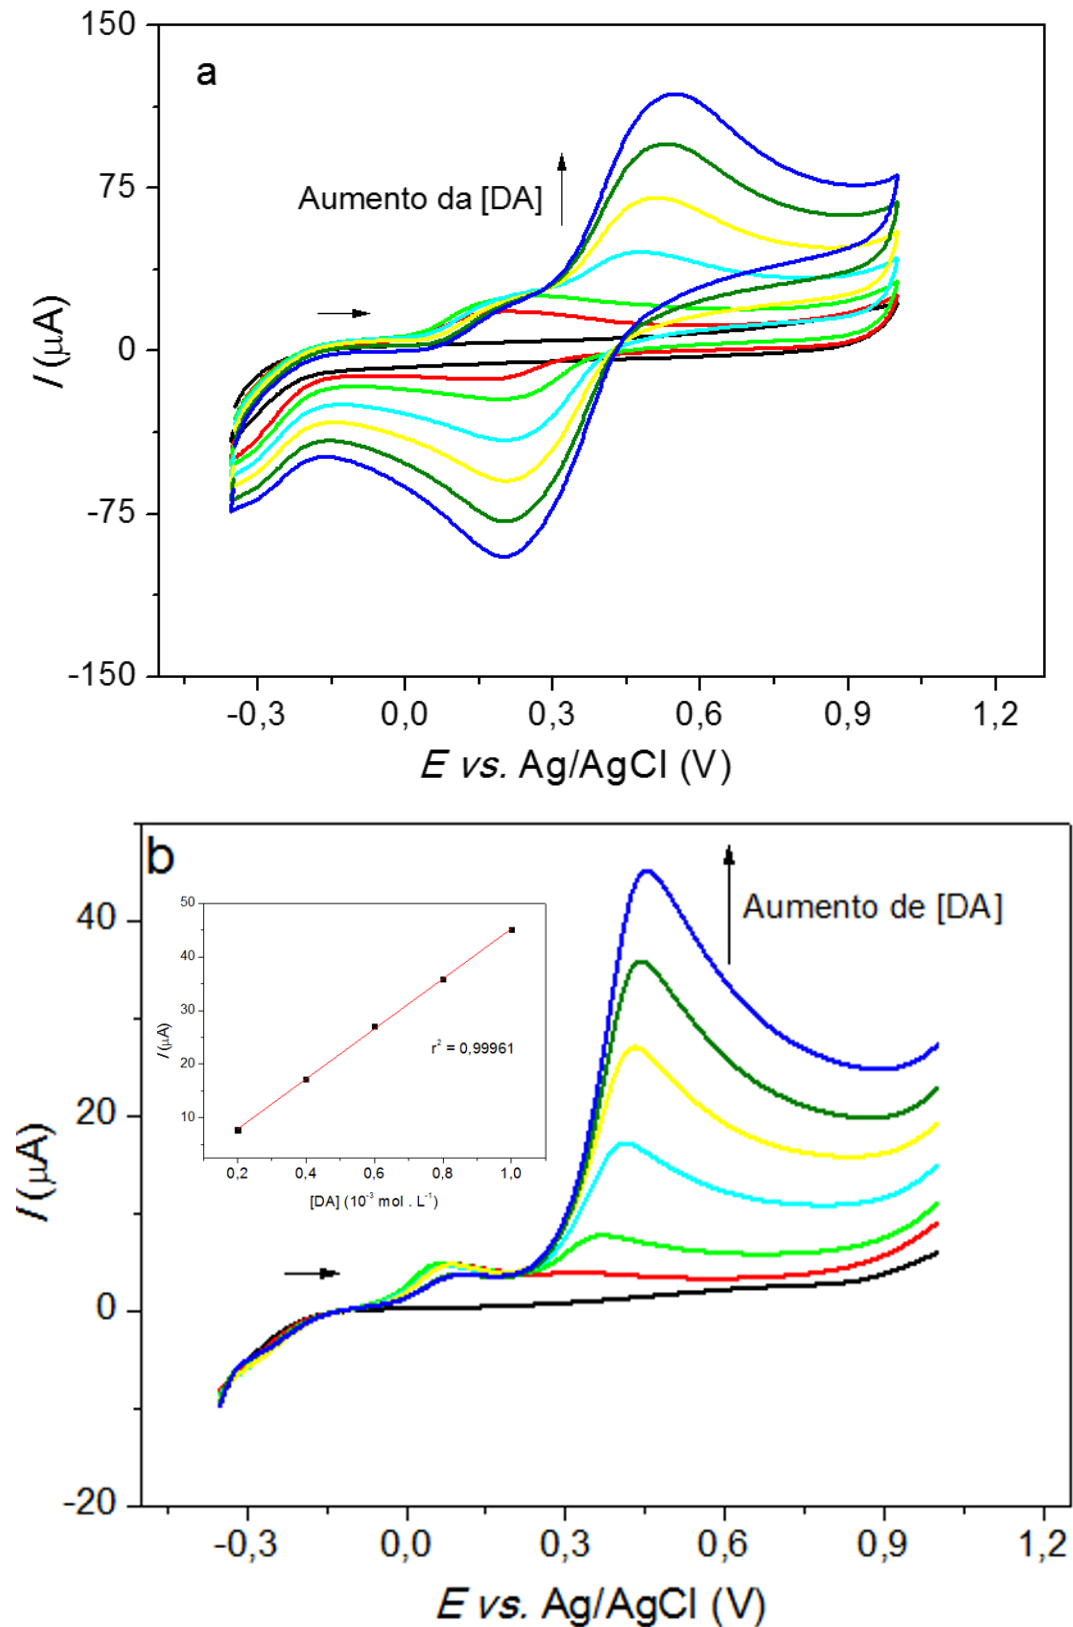 a
150
75
0
-75
-150
I (µA)
Aumento da [DA]
-0,3 0,0 0,3 0,6 0,9 1,2
E vs. Ag/AgCl (V)
b
40
20
0
-20
I (µA)
Aumento de [DA]
50
40
30
20
10
I (µA)
r² = 0,99961
0,2 0,4 0,6 0,8 1,0
[DA] (10⁻³ mol . L⁻¹)
-0,3 0,0 0,3 0,6 0,9 1,2
E vs. Ag/AgCl (V)